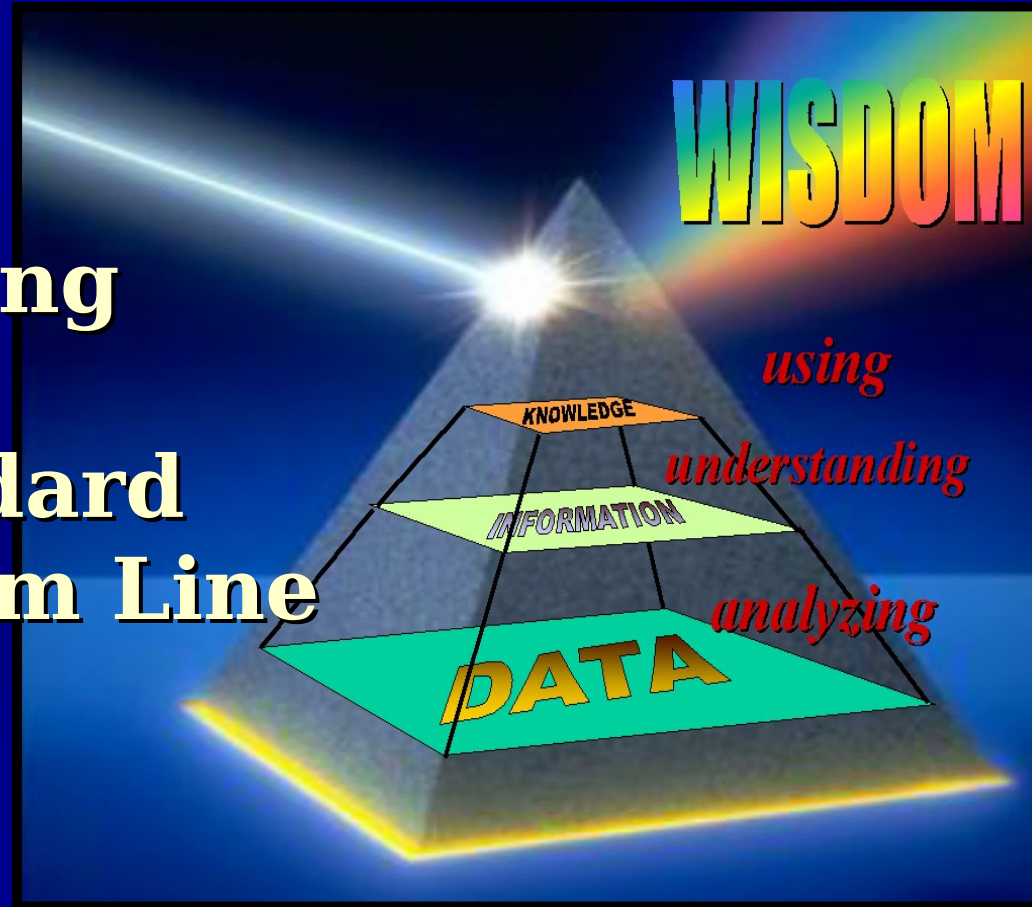 WISDOM
ng
using
KNOWLEDGE
understanding
dard
INFORMATION
m Line
analyzing
DATA